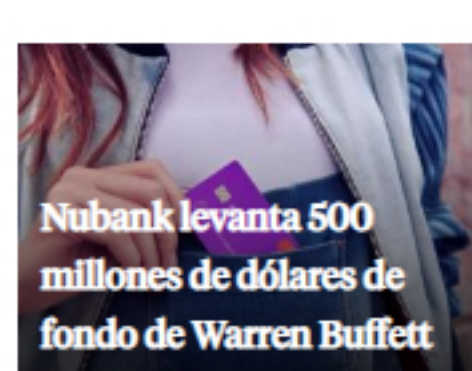 Nubank levanta 500
millones de dólares de
fondo de Warren Buffett